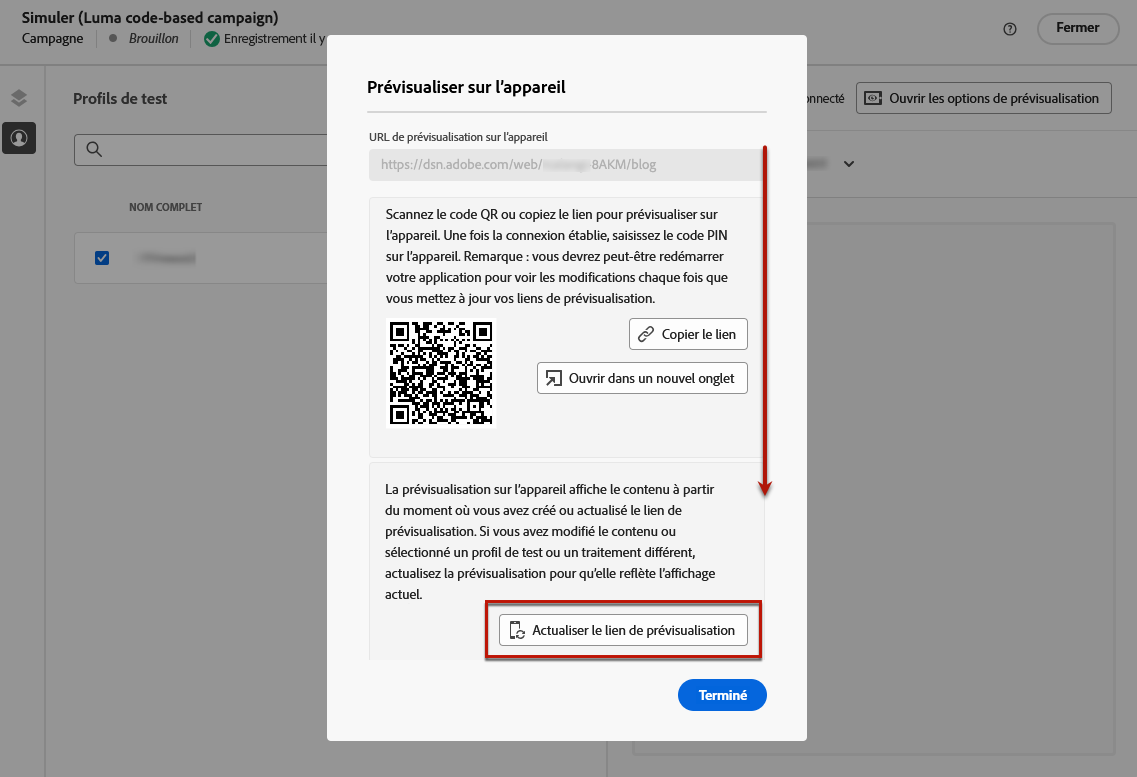 Simuler (Luma code-based campaign)
Campagne
Brouillon
Enregistrement il y
Fermer
Profils de test
onnecté
Ouvrir les options de prévisualisation
NOM COMPLET
Prévisualiser sur l'appareil
URL de prévisualisation sur l'appareil
https://dsn.adobe.com/web/ 8AKM/blog
Scannez le code QR ou copiez le lien pour prévisualiser sur
l'appareil. Une fois la connexion établie, saisissez le code PIN
sur l'appareil. Remarque : vous devrez peut-être redémarrer
votre application pour voir les modifications chaque fois que
vous mettez à jour vos liens de prévisualisation.
Copier le lien
Ouvrir dans un nouvel onglet
La prévisualisation sur l'appareil affiche le contenu à partir
du moment où vous avez créé ou actualisé le lien de
prévisualisation. Si vous avez modifié le contenu ou
sélectionné un profil de test ou un traitement différent,
actualisez la prévisualisation pour qu'elle reflète l'affichage
actuel.
Actualiser le lien de prévisualisation
Terminé